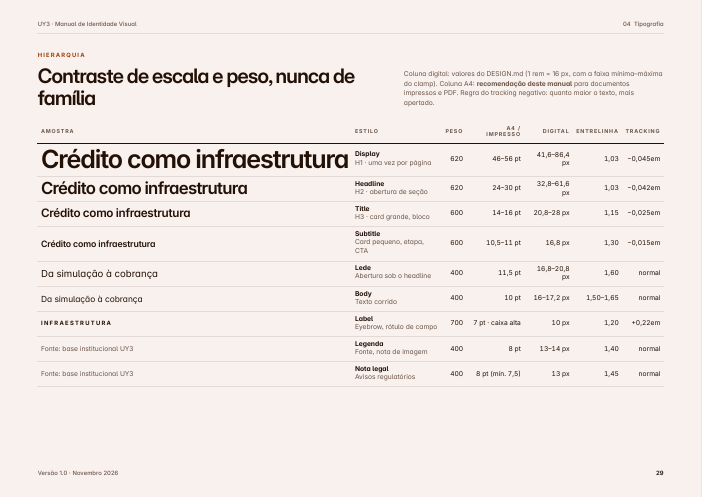 UY3 · Manual de Identidade Visual
04 Tipografia
HIERARQUIA
Contraste de escala e peso, nunca de
família
Coluna digital: valores do DESIGN.md (1 rem = 16 px, com a faixa mínima–máxima
do clamp). Coluna A4: recomendação deste manual para documentos
impressos e PDF. Regra do tracking negativo: quanto maior o texto, mais
apertado.
AMOSTRA ESTILO PESO A4 / IMPRESSO DIGITAL ENTRELINHA TRACKING
Crédito como infraestrutura Display 620 46–56 pt 41,6–86,4 px 1,03 −0,045em
H1 · uma vez por página
Crédito como infraestrutura Headline 620 24–30 pt 32,8–61,6 px 1,03 −0,042em
H2 · abertura de seção
Crédito como infraestrutura Title 600 14–16 pt 20,8–28 px 1,15 −0,025em
H3 · card grande, bloco
Crédito como infraestrutura Subtitle 600 10,5–11 pt 16,8 px 1,30 −0,015em
Card pequeno, etapa,
CTA
Da simulação à cobrança Lede 400 11,5 pt 16,8–20,8 px 1,60 normal
Abertura sob o headline
Da simulação à cobrança Body 400 10 pt 16–17,2 px 1,50–1,65 normal
Texto corrido
INFRAESTRUTURA Label 700 7 pt · caixa alta 10 px 1,20 +0,22em
Eyebrow, rótulo de campo
Fonte: base institucional UY3 Legenda 400 8 pt 13–14 px 1,40 normal
Fonte, nota de imagem
Fonte: base institucional UY3 Nota legal 400 8 pt (mín. 7,5) 13 px 1,45 normal
Avisos regulatórios
Versão 1.0 · Novembro 2026
29